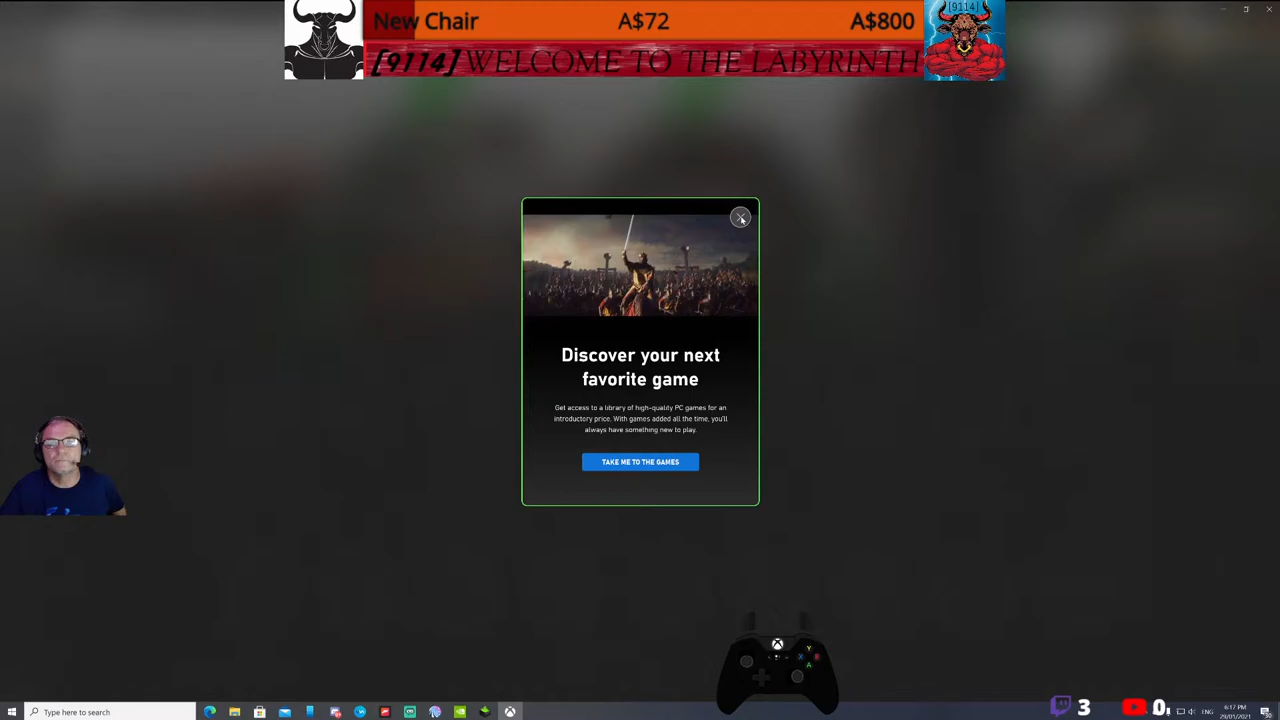 New Chair A$72 A$800
[9114]
[9114] WELCOME TO THE LABYRINTH
Discover your next
favorite game
Get access to a library of high-quality PC games for an
introductory price. With games added all the time, you'll
always have something new to play.
TAKE ME TO THE GAMES
Y
X B
A
3 0
Type here to search
ENG
6:17 PM
29/01/2021